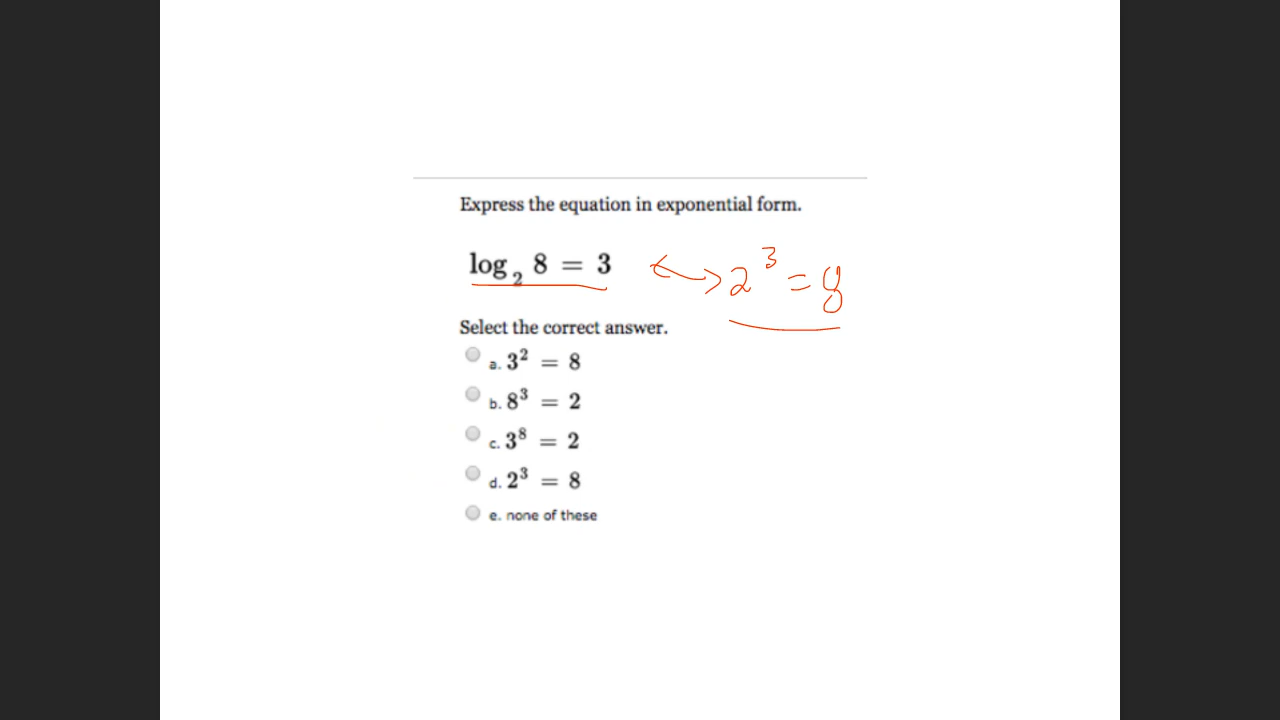 Express the equation in exponential form.
log₂ 8 = 3 ↔ 2³ = 8
Select the correct answer.
a. 3² = 8
b. 8³ = 2
c. 3⁸ = 2
d. 2³ = 8
e. none of these